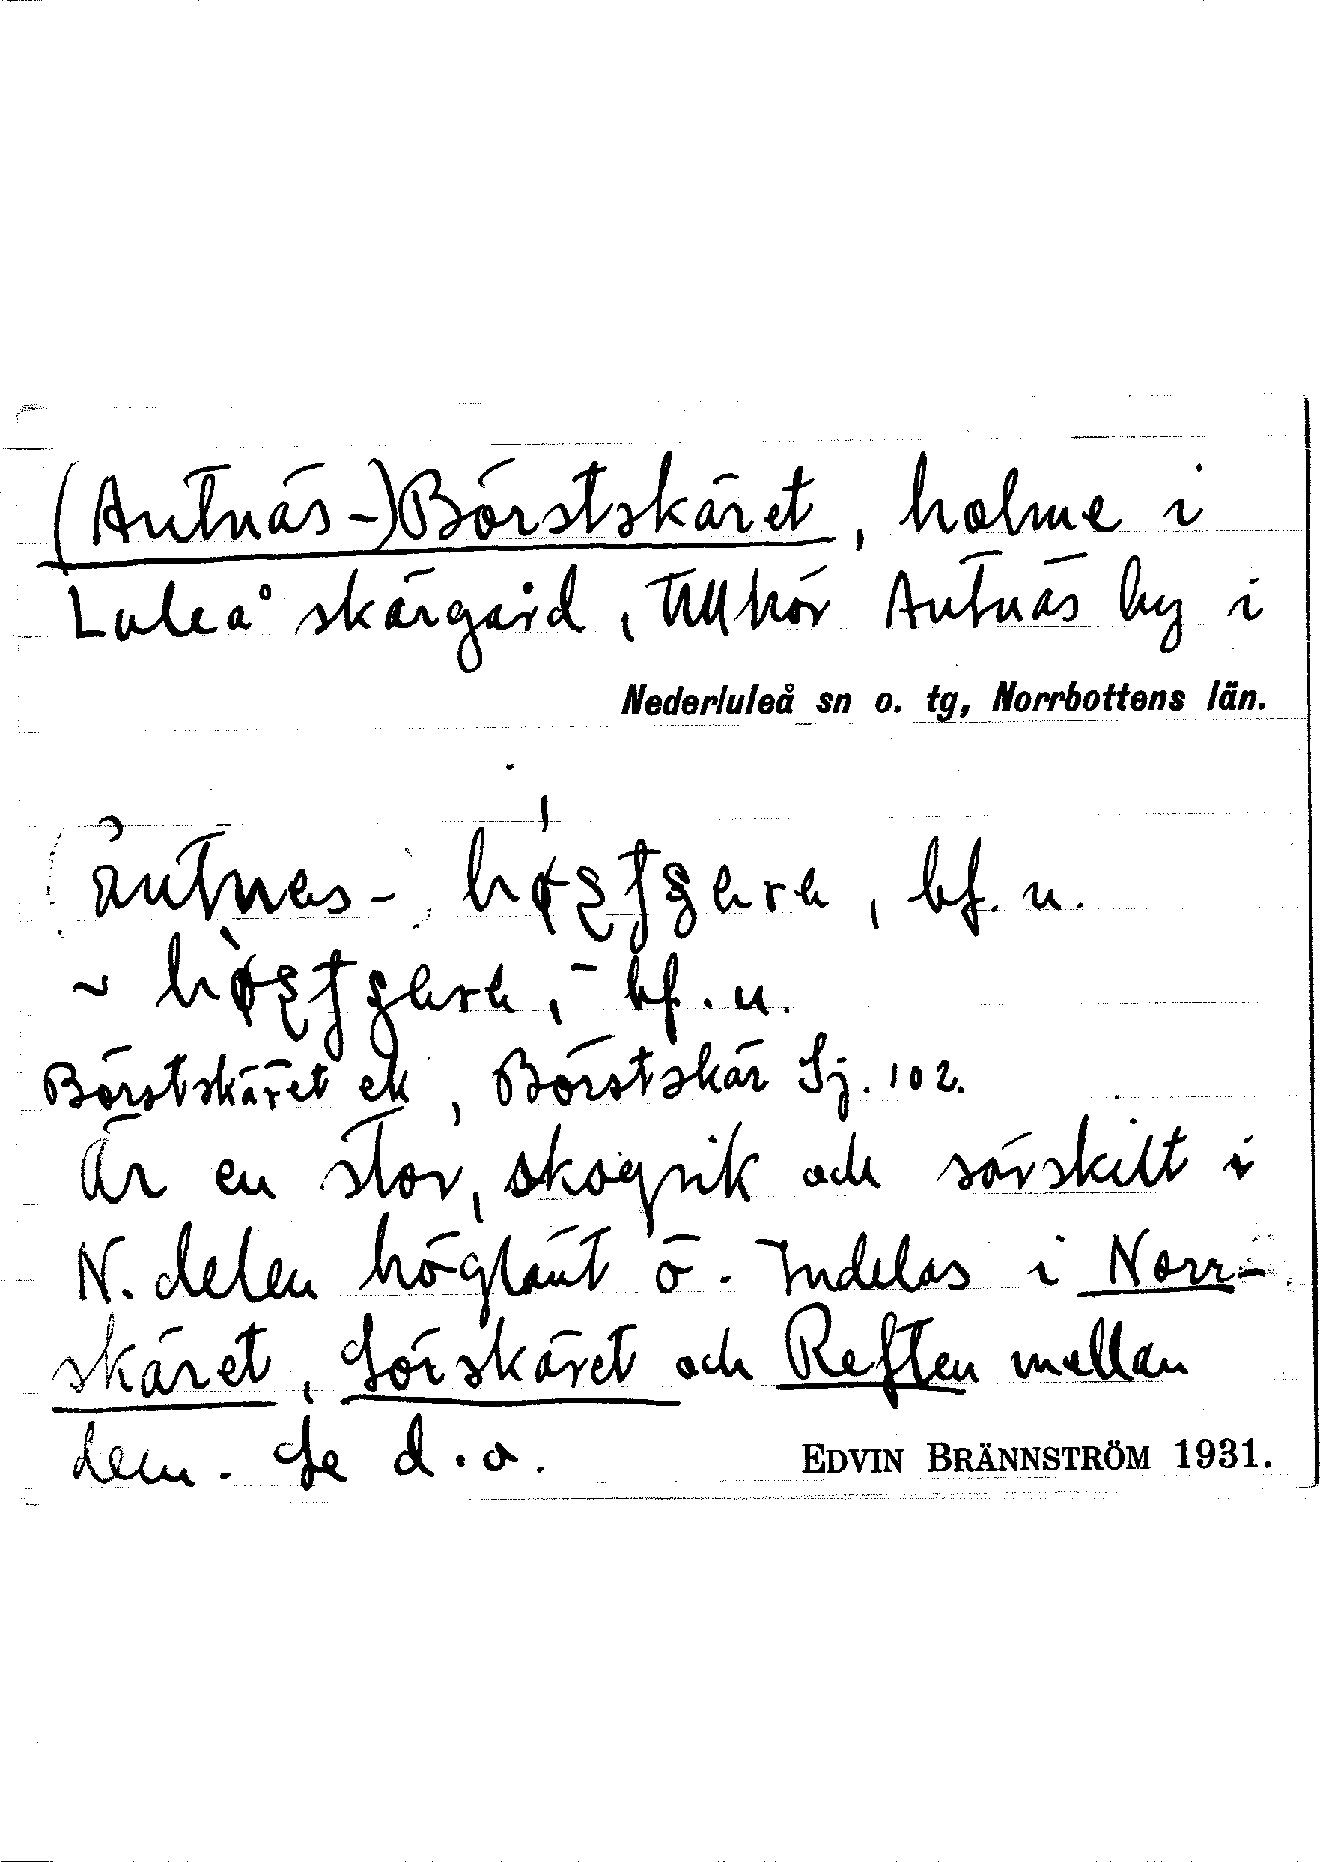 (Antnäs-)Börstskäret, holme i
Luleå skärgård, tillhör Antnäs by i
Nederluleå sn o. tg, Norrbottens län.
bf. n.
~ bf. n.
Börstskäret ek, Börstskär Sj. 102.
Är en stor, skogrik och särskilt i
N. delen höglänt ö. Indelas i Norr-
skäret, Sörskäret och Reften mellan
dem. Se d. o.
EDVIN BRÄNNSTRÖM 1931.